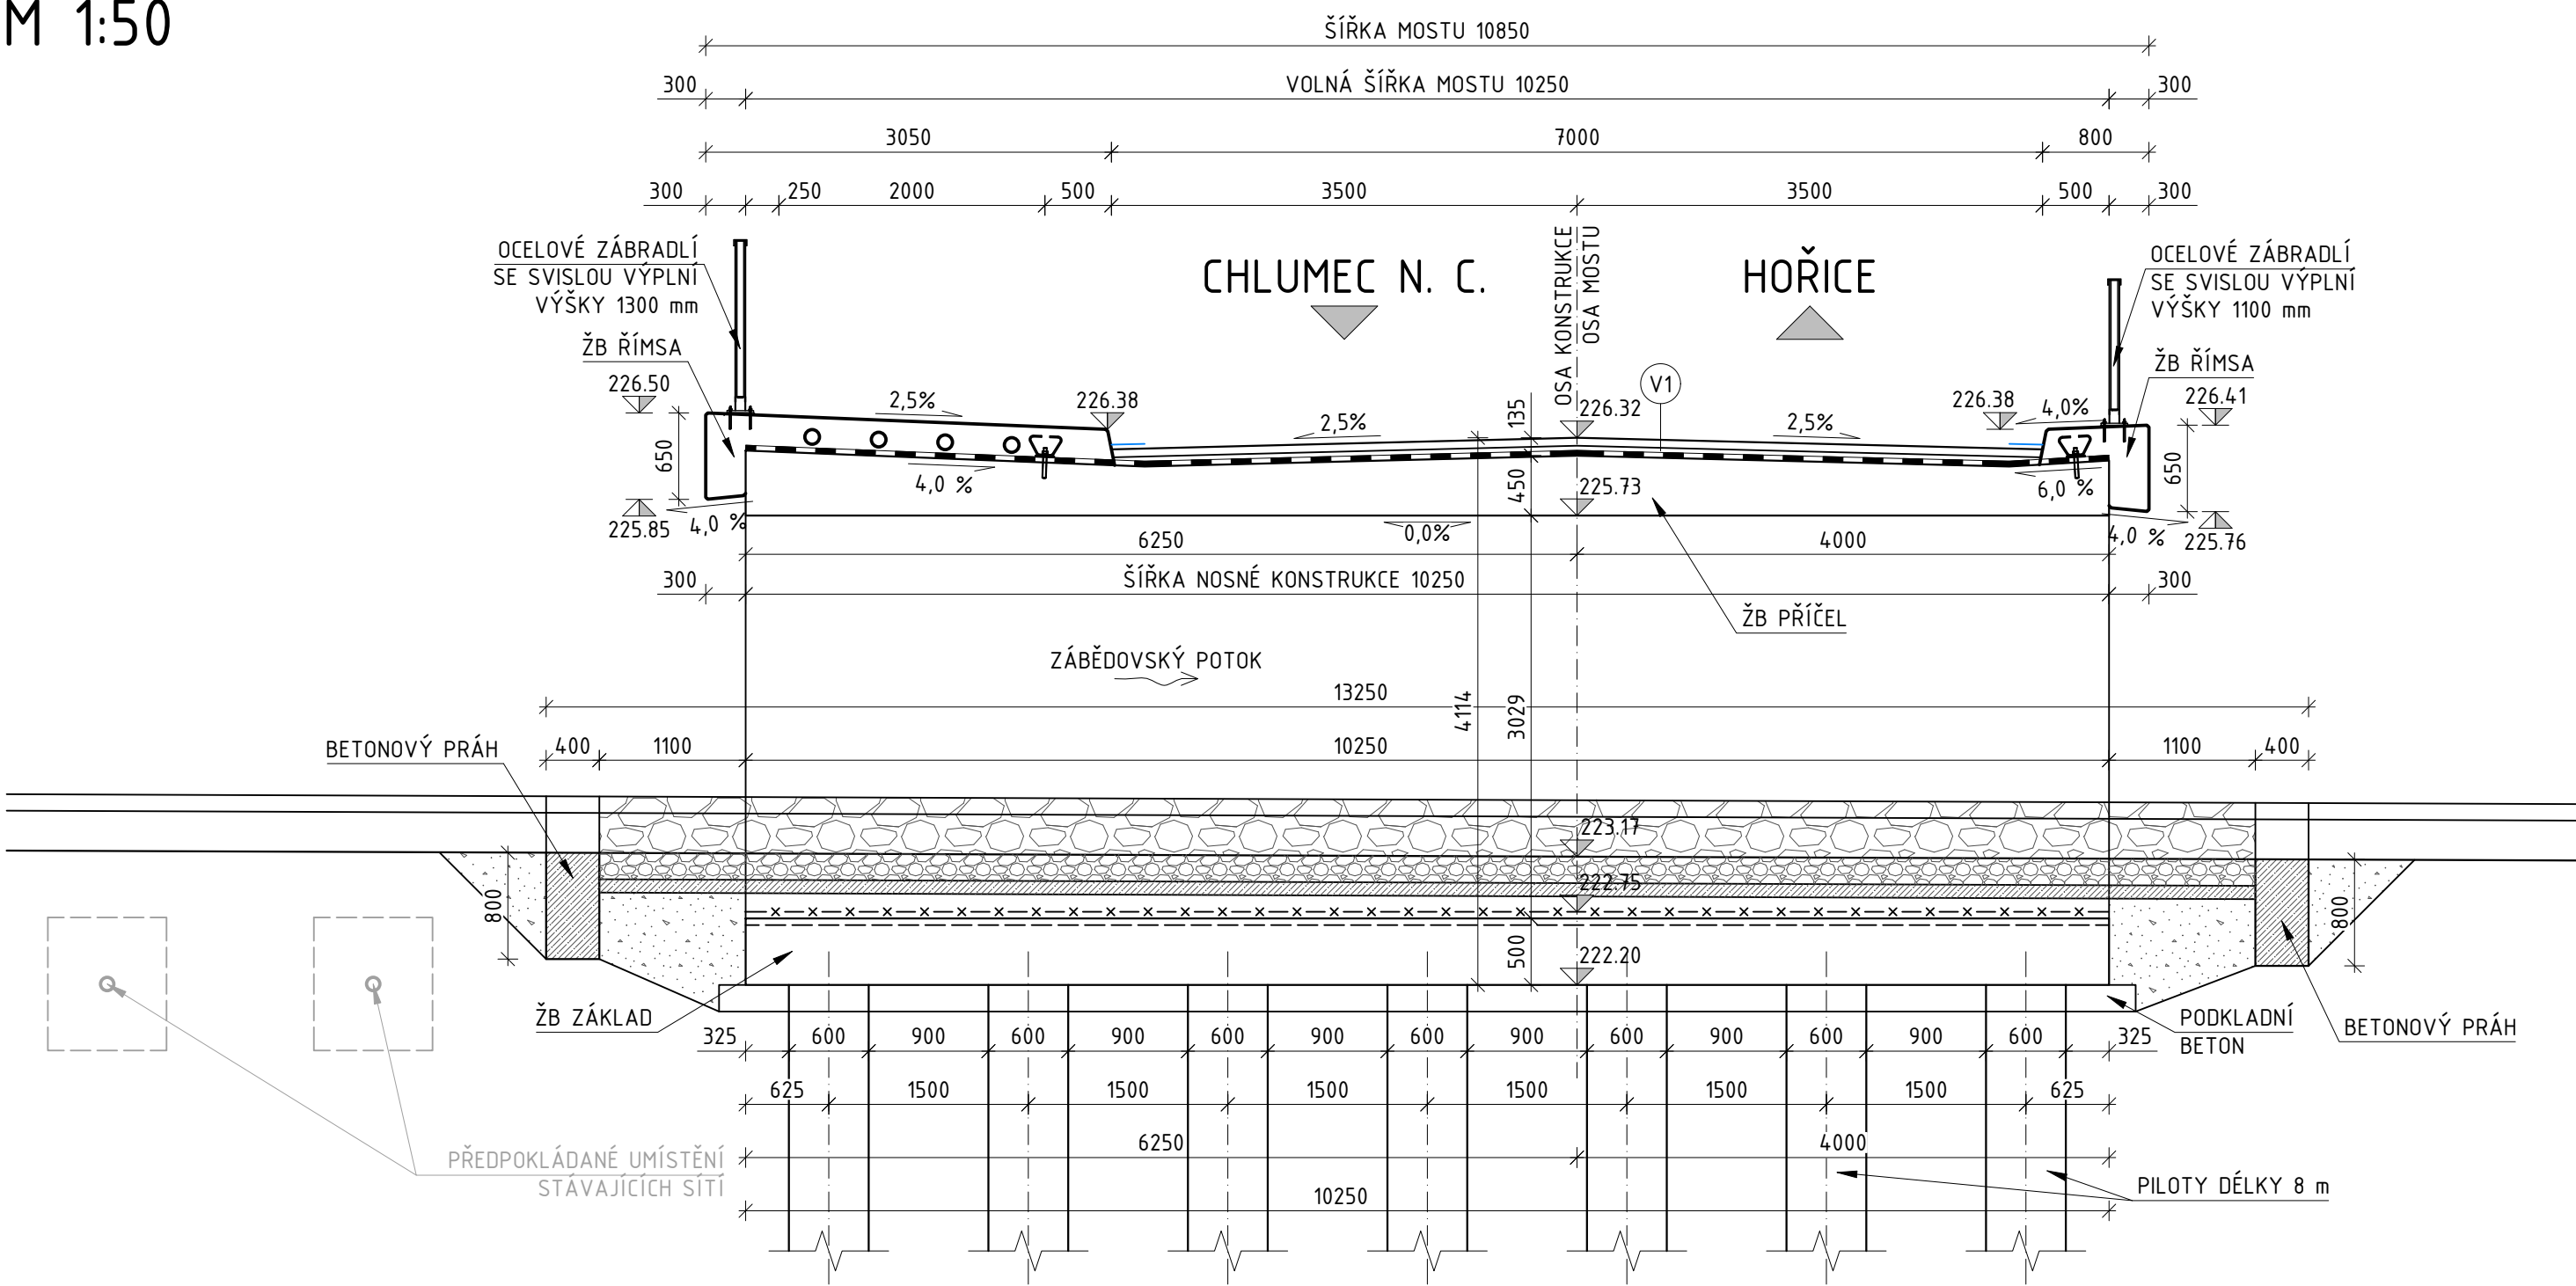 M 1:50
ŠÍŘKA MOSTU 10850
300 VOLNÁ ŠÍŘKA MOSTU 10250 300
3050 7000 800
300 250 2000 500 3500 3500 500 300
OCELOVÉ ZÁBRADLÍ
SE SVISLOU VÝPLNÍ
VÝŠKY 1300 mm
CHLUMEC N. C.
OSA KONSTRUKCE
OSA MOSTU
HOŘICE
OCELOVÉ ZÁBRADLÍ
SE SVISLOU VÝPLNÍ
VÝŠKY 1100 mm
ŽB ŘÍMSA
ŽB ŘÍMSA
226.50 2,5% 226.38 2,5% 135 226.32 V1 2,5% 226.38 4,0% 226.41
650 4,0 % 450 225.73 6,0 % 650
225.85 4,0 % 0,0% 4,0 % 225.76
6250 4000
300 ŠÍŘKA NOSNÉ KONSTRUKCE 10250 300
ŽB PŘÍČEL
ZÁBĚDOVSKÝ POTOK
13250
4114 3029
BETONOVÝ PRÁH 400 1100 10250 1100 400
223.17
222.75
800 800
500 222.20
ŽB ZÁKLAD
PODKLADNÍ
BETON
BETONOVÝ PRÁH
325 600 900 600 900 600 900 600 900 600 900 600 900 600 325
625 1500 1500 1500 1500 1500 1500 625
6250 4000
PŘEDPOKLÁDANÉ UMÍSTĚNÍ
STÁVAJÍCÍCH SÍTÍ
10250
PILOTY DÉLKY 8 m